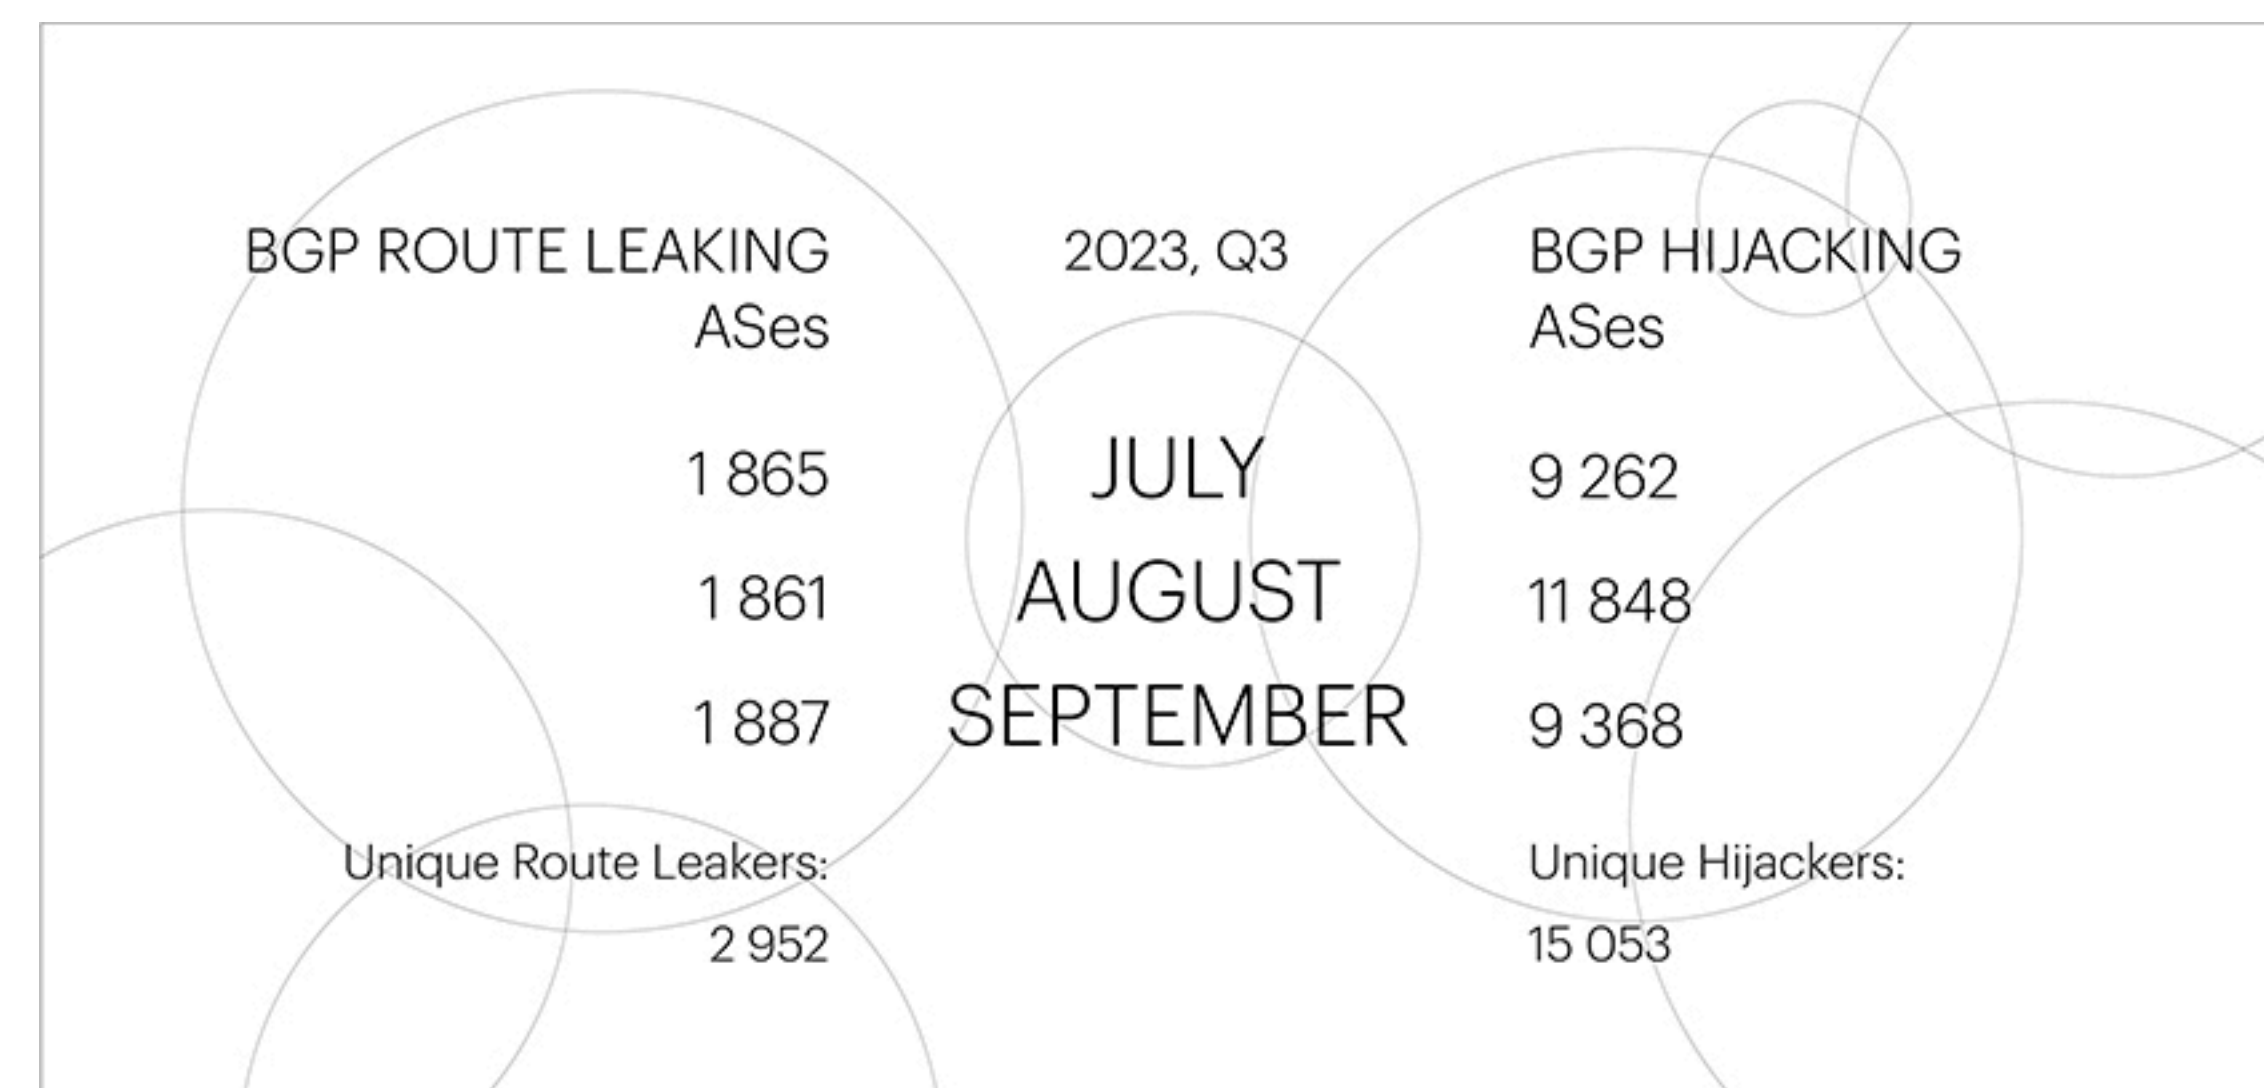 BGP ROUTE LEAKING
ASes
2023, Q3
BGP HIJACKING
ASes
1 865
JULY
9 262
1 861
AUGUST
11 848
1 887
SEPTEMBER
9 368
Unique Route Leakers:
2 952
Unique Hijackers:
15 053